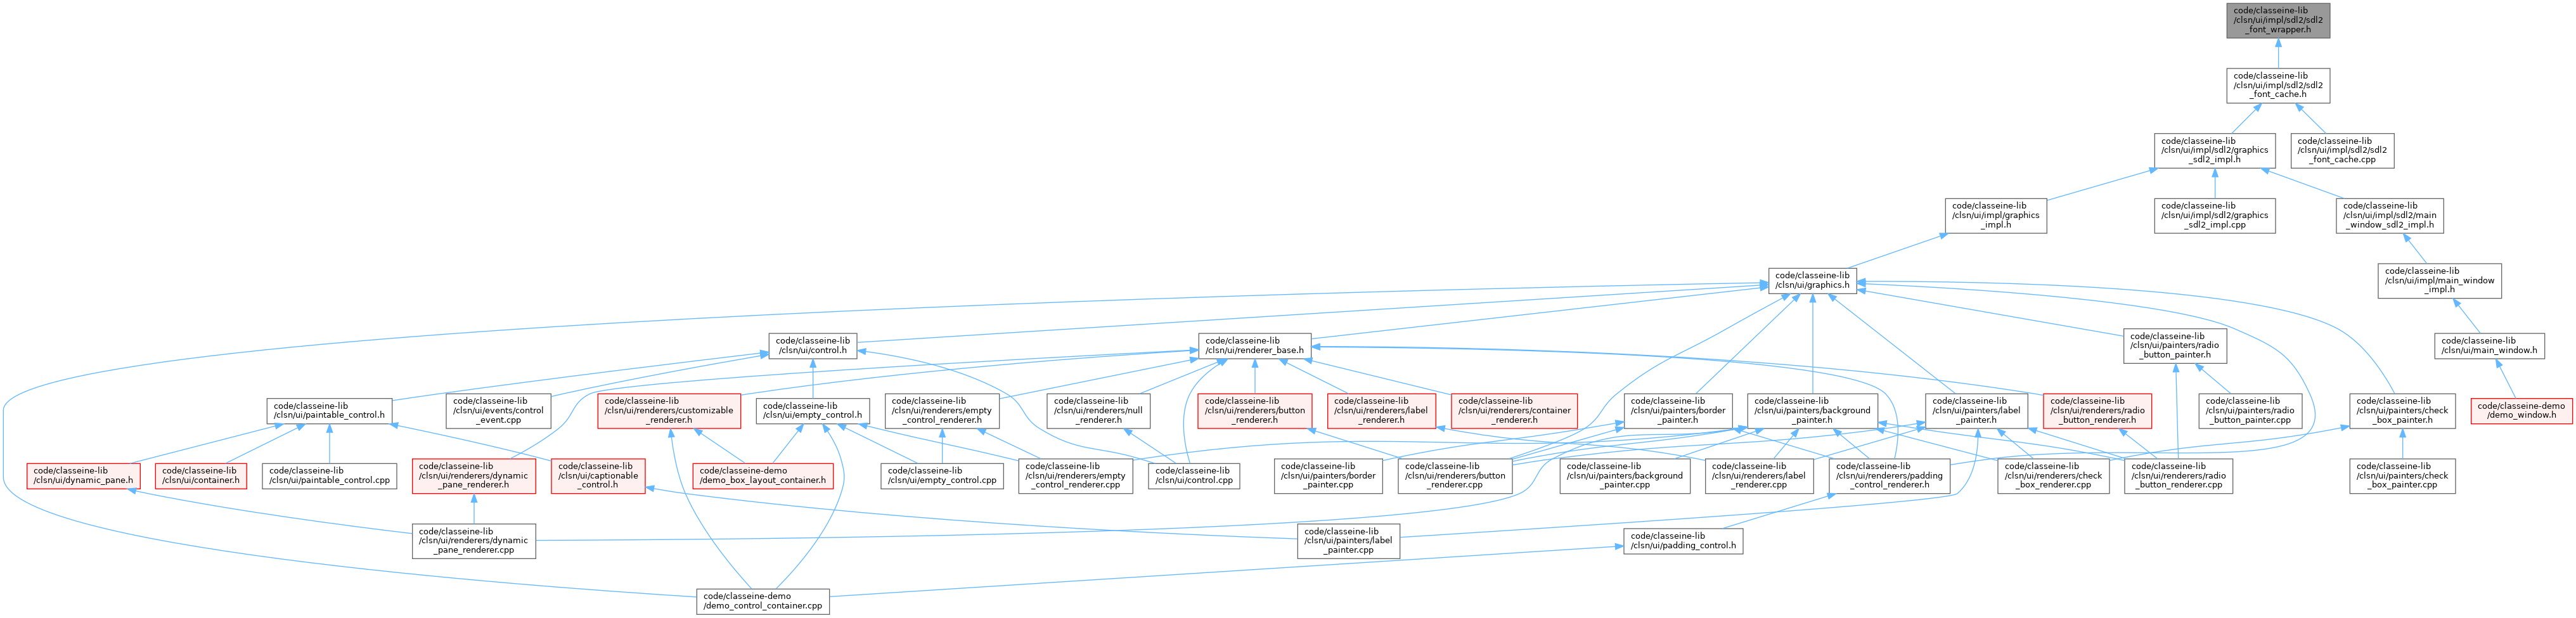 code/classeine-lib
/clsn/ui/impl/sdl2/sdl2
_font_wrapper.h
code/classeine-lib
/clsn/ui/impl/sdl2/sdl2
_font_cache.h
code/classeine-lib
/clsn/ui/impl/sdl2/graphics
_sdl2_impl.h
code/classeine-lib
/clsn/ui/impl/sdl2/sdl2
_font_cache.cpp
code/classeine-lib
/clsn/ui/impl/graphics
_impl.h
code/classeine-lib
/clsn/ui/impl/sdl2/graphics
_sdl2_impl.cpp
code/classeine-lib
/clsn/ui/impl/sdl2/main
_window_sdl2_impl.h
code/classeine-lib
/clsn/ui/graphics.h
code/classeine-lib
/clsn/ui/impl/main_window
_impl.h
code/classeine-lib
/clsn/ui/control.h
code/classeine-lib
/clsn/ui/renderer_base.h
code/classeine-lib
/clsn/ui/painters/radio
_button_painter.h
code/classeine-lib
/clsn/ui/main_window.h
code/classeine-lib
/clsn/ui/paintable_control.h
code/classeine-lib
/clsn/ui/events/control
_event.cpp
code/classeine-lib
/clsn/ui/renderers/customizable
_renderer.h
code/classeine-lib
/clsn/ui/empty_control.h
code/classeine-lib
/clsn/ui/renderers/empty
_control_renderer.h
code/classeine-lib
/clsn/ui/renderers/null
_renderer.h
code/classeine-lib
/clsn/ui/renderers/button
_renderer.h
code/classeine-lib
/clsn/ui/renderers/label
_renderer.h
code/classeine-lib
/clsn/ui/renderers/container
_renderer.h
code/classeine-lib
/clsn/ui/painters/border
_painter.h
code/classeine-lib
/clsn/ui/painters/background
_painter.h
code/classeine-lib
/clsn/ui/painters/label
_painter.h
code/classeine-lib
/clsn/ui/renderers/radio
_button_renderer.h
code/classeine-lib
/clsn/ui/painters/radio
_button_painter.cpp
code/classeine-lib
/clsn/ui/painters/check
_box_painter.h
code/classeine-demo
/demo_window.h
code/classeine-lib
/clsn/ui/dynamic_pane.h
code/classeine-lib
/clsn/ui/container.h
code/classeine-lib
/clsn/ui/paintable_control.cpp
code/classeine-lib
/clsn/ui/renderers/dynamic
_pane_renderer.h
code/classeine-lib
/clsn/ui/captionable
_control.h
code/classeine-demo
/demo_box_layout_container.h
code/classeine-lib
/clsn/ui/empty_control.cpp
code/classeine-lib
/clsn/ui/renderers/empty
_control_renderer.cpp
code/classeine-lib
/clsn/ui/control.cpp
code/classeine-lib
/clsn/ui/painters/border
_painter.cpp
code/classeine-lib
/clsn/ui/renderers/button
_renderer.cpp
code/classeine-lib
/clsn/ui/painters/background
_painter.cpp
code/classeine-lib
/clsn/ui/renderers/label
_renderer.cpp
code/classeine-lib
/clsn/ui/renderers/padding
_control_renderer.h
code/classeine-lib
/clsn/ui/renderers/check
_box_renderer.cpp
code/classeine-lib
/clsn/ui/renderers/radio
_button_renderer.cpp
code/classeine-lib
/clsn/ui/painters/check
_box_painter.cpp
code/classeine-lib
/clsn/ui/renderers/dynamic
_pane_renderer.cpp
code/classeine-lib
/clsn/ui/painters/label
_painter.cpp
code/classeine-lib
/clsn/ui/padding_control.h
code/classeine-demo
/demo_control_container.cpp